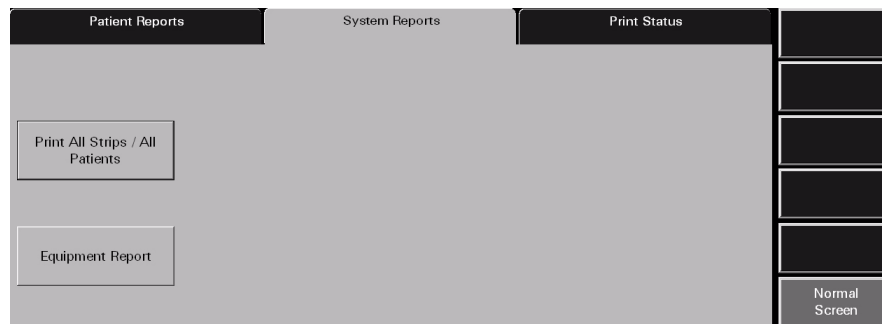 Patient Reports
System Reports
Print Status
Print All Strips / All
Patients
Equipment Report
Normal
Screen